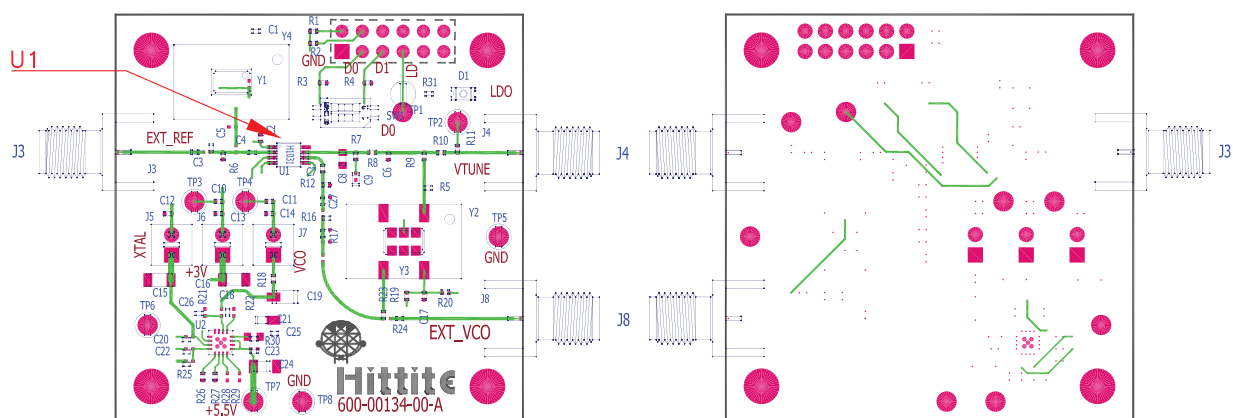 U1
R1
C1
Y4
R2
GND
D0
D1
LD
R3
R4
R31
D1
LDO
Y1
TP1
D0
TP2
J3
EXT_REF
C5
C4
R7
R11
J4
J4
J3
J3
C3
R6
U1
H1031
C8
C9
R8
C6
R9
R10
VTUNE
R12
R5
TP3
C10
TP4
C11
C27
J5
C12
J6
C13
C14
R16
J7
R17
Y2
TP5
GND
XTAL
+3V
VCO
Y3
C15
C16
C18
R18
R22
C19
R23
R19
R20
J8
J8
TP6
C26
R21
C17
R24
EXT_VCO
U2
C21
C25
C20
C22
R30
C23
R25
C24
R26
R27
R28
R29
TP7
+5.5V
GND
TP8
Hittite
600-00134-00-A